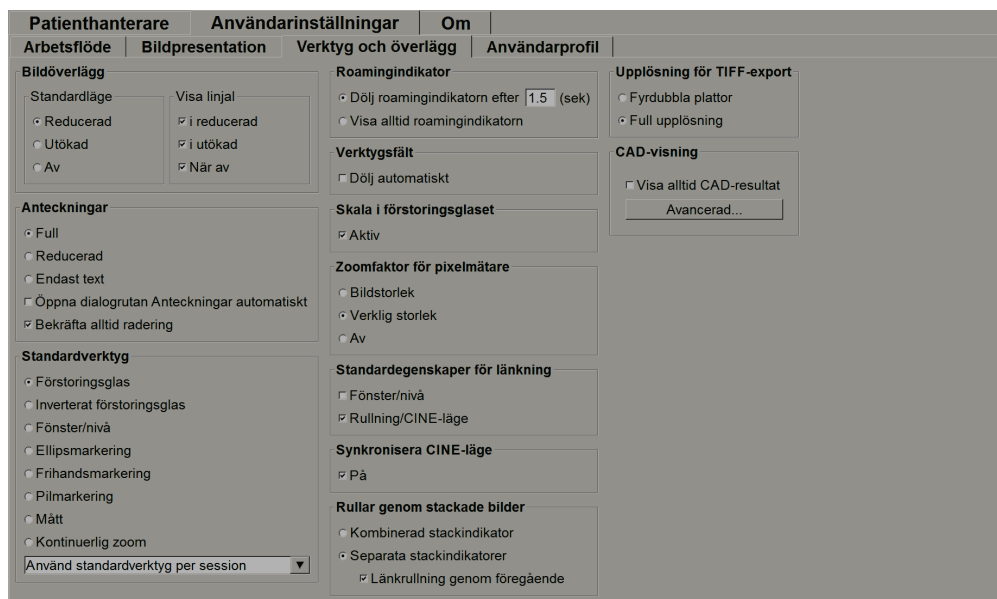 Patienthanterare Användarinställningar Om
Arbetsflöde Bildpresentation Verktyg och överlägg Användarprofil
Bildöverlägg
Standardläge
Reducerad
Utökad
Av
Visa linjal
i reducerad
i utökad
När av
Anteckningar
Full
Reducerad
Endast text
Öppna dialogrutan Anteckningar automatiskt
Bekräfta alltid radering
Standardverktyg
Förstoringsglas
Inverterat förstoringsglas
Fönster/nivå
Ellipsmarkering
Frihandsmarkering
Pilmarkering
Mått
Kontinuerlig zoom
Använd standardverktyg per session
Roamingindikator
Dölj roamingindikatorn efter 1.5 (sek)
Visa alltid roamingindikatorn
Verktygsfält
Dölj automatiskt
Skala i förstoringsglaset
Aktiv
Zoomfaktor för pixelmätare
Bildstorlek
Verklig storlek
Av
Standardegenskaper för länkning
Fönster/nivå
Rullning/CINE-läge
Synkronisera CINE-läge
På
Rullar genom stackade bilder
Kombinerad stackindikator
Separata stackindikatorer
Länkrullning genom föregående
Upplösning för TIFF-export
Fyrdubbla plattor
Full upplösning
CAD-visning
Visa alltid CAD-resultat
Avancerad...